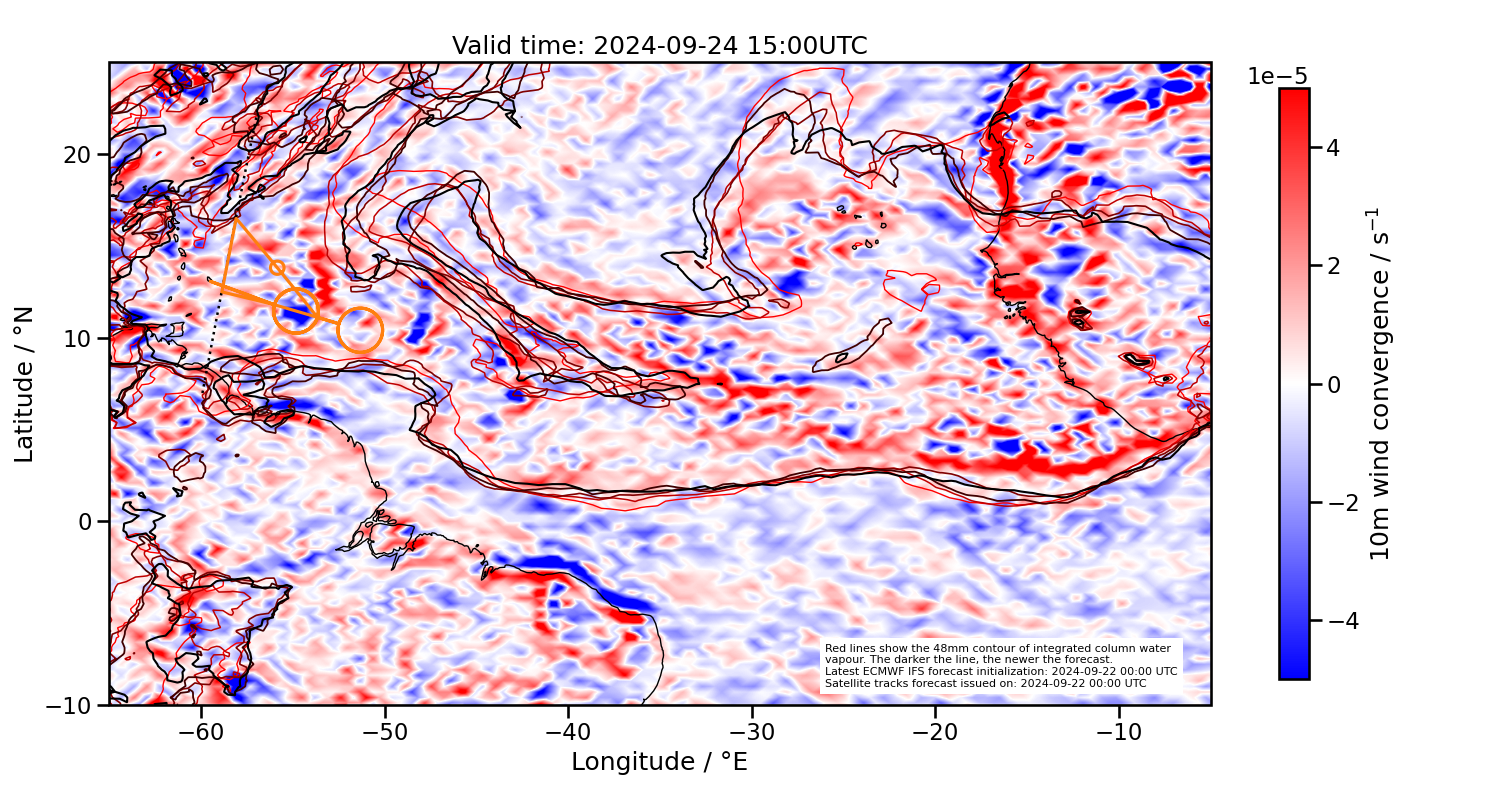 Valid time: 2024-09-24 15:00UTC
1e−5
20
10
0
−10
Latitude / °N
−60
−50
−40
−30
−20
−10
Longitude / °E
4
2
0
−2
−4
10m wind convergence / s⁻¹
Red lines show the 48mm contour of integrated column water
vapour. The darker the line, the newer the forecast.
Latest ECMWF IFS forecast initialization: 2024-09-22 00:00 UTC
Satellite tracks forecast issued on: 2024-09-22 00:00 UTC